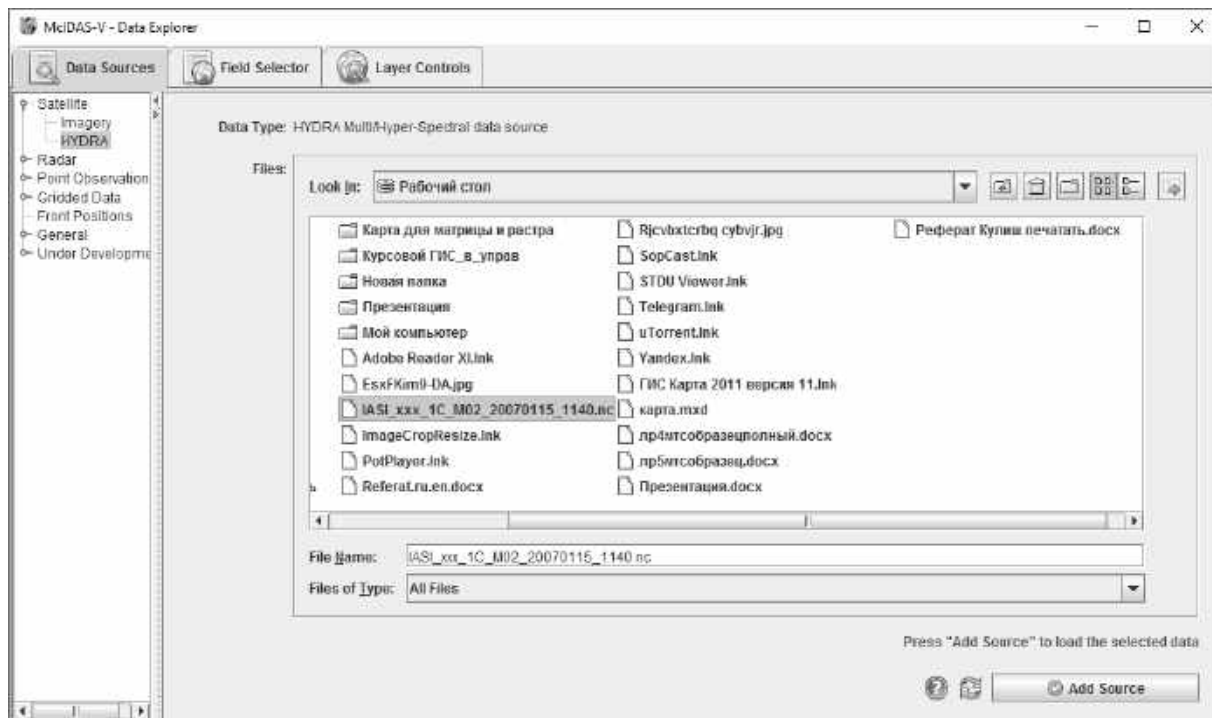 McIDAS-V - Data Explorer
Data Sources
Field Selector
Layer Controls
Satellite
Imagery
HYDRA
Radar
Point Observation
Gridded Data
Front Positions
General
Under Developme
Data Type: HYDRA Multi/Hyper-Spectral data source
Files:
Look In: Рабочий стол
Карта для матрицы и растра
Курсовой ГИС_в_управ
Новая папка
Презентация
Мой компьютер
Adobe Reader XI.lnk
EsxFKim9-DA.jpg
IASI_xxx_1C_M02_20070115_1140.nc
ImageCropResize.lnk
PotPlayer.lnk
Referat.ru.en.docx
Rjcvbxtcrbq cybvjr.jpg
SopCast.lnk
STDU Viewer.lnk
Telegram.lnk
uTorrent.lnk
Yandex.lnk
ГИС Карта 2011 версия 11.lnk
карта.mxd
лр4мтсобразецполный.docx
лр5мтсобразец.docx
Презентация.docx
Реферат Кулиш печатать.docx
File Name: IASI_xxx_1C_M02_20070115_1140.nc
Files of Type: All Files
Press "Add Source" to load the selected data
Add Source